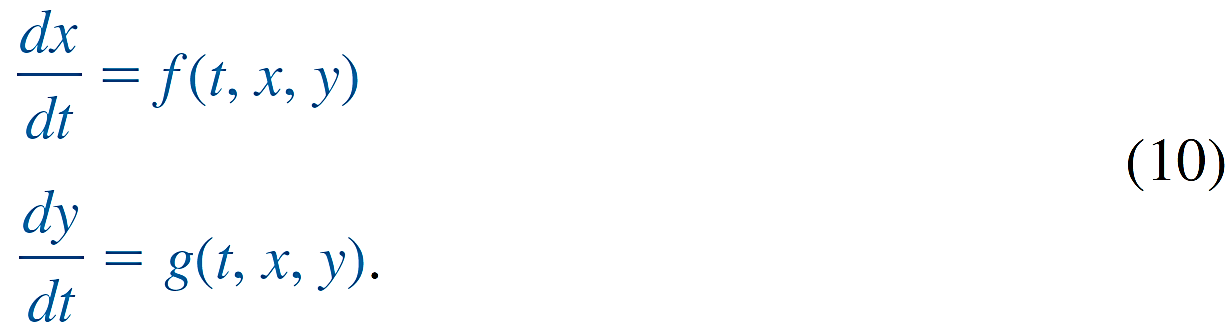 dx/dt = f(t, x, y)
(10)
dy/dt = g(t, x, y).